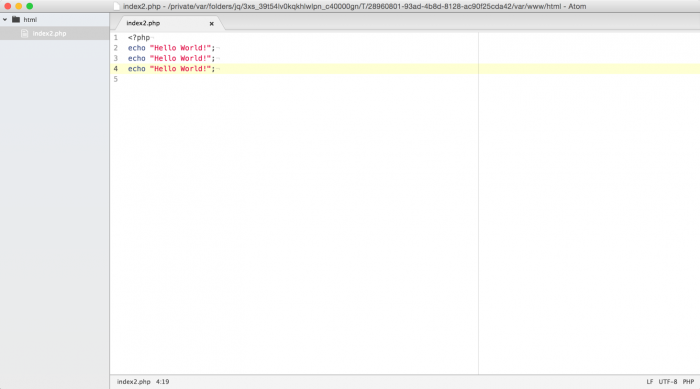 index2.php - /private/var/folders/jq/3xs_39t54lv0kqkhlwlpn_c40000gn/T/28960801-93ad-4b8d-8128-ac90f25cda42/var/www/html - Atom
html
index2.php
index2.php
1 <?php
2 echo "Hello World!";
3 echo "Hello World!";
4 echo "Hello World!";
5
index2.php 4:19 LF UTF-8 PHP